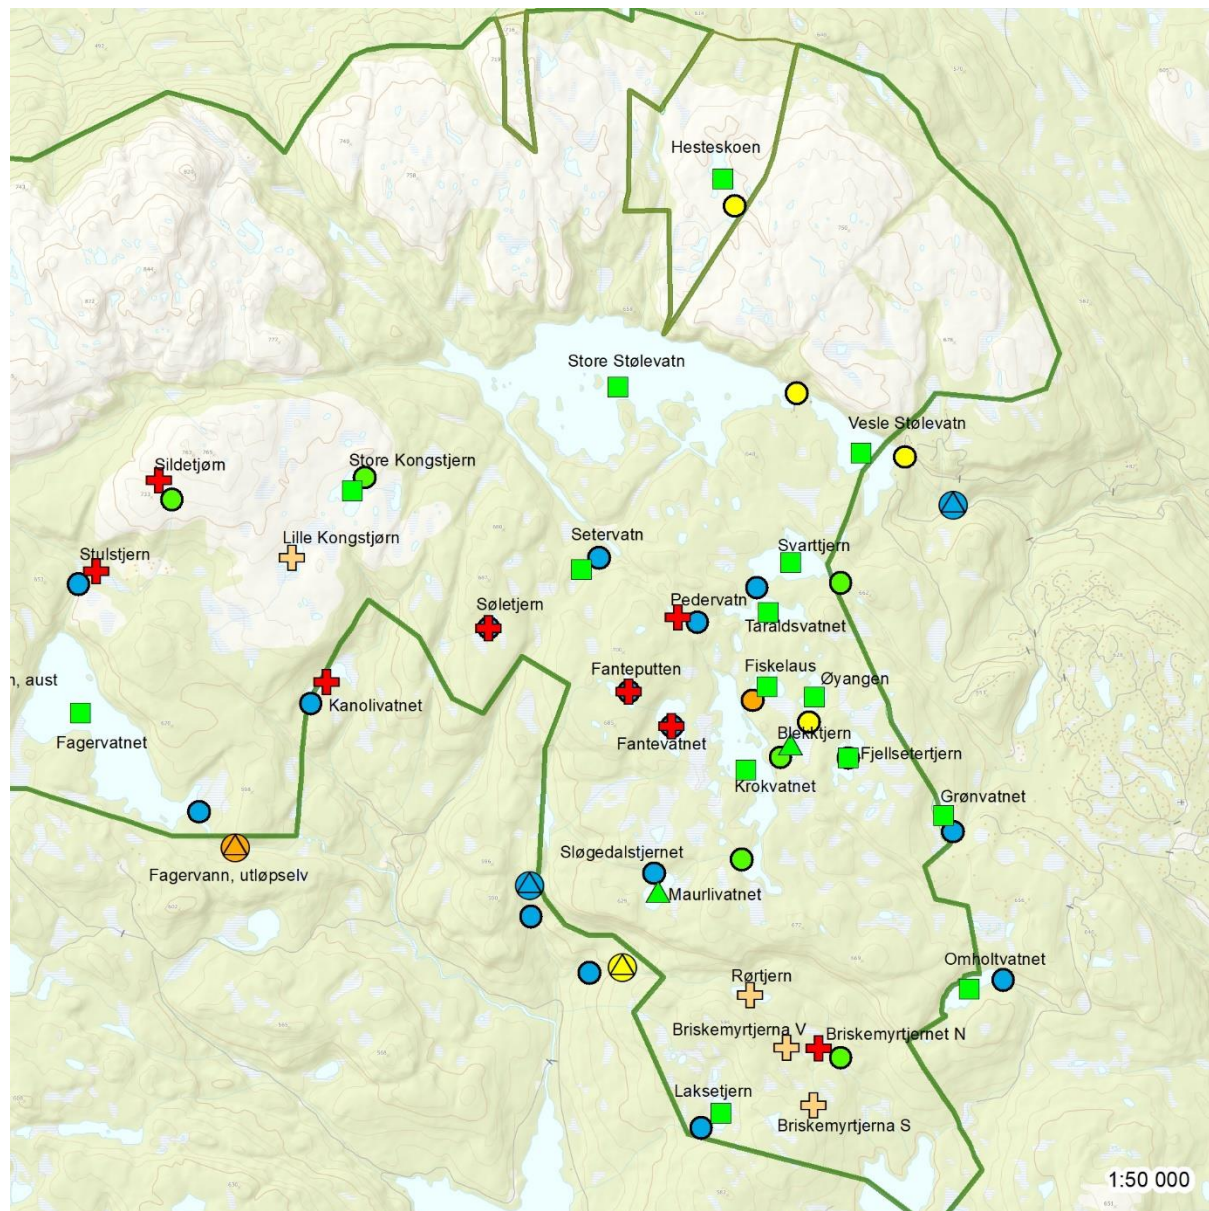 Hesteskoen
Store Stølevatn
Vesle Stølevatn
Sildetjørn
Store Kongstjern
Lille Kongstjørn
Setervatn
Svarttjern
Stulstjern
Søletjern
Pedervatn
Taraldsvatnet
n, aust
Fanteputten
Fiskelaus
Øyangen
Kanolivatnet
Fagervatnet
Fantevatnet
Blekktjern
Fjellsetertjern
Krokvatnet
Grønvatnet
Fagervann, utløpselv
Sløgedalstjernet
Maurlivatnet
Omholtvatnet
Rørtjern
Briskemyrtjerna V
Briskemyrtjernet N
Laksetjern
Briskemyrtjerna S
1:50 000